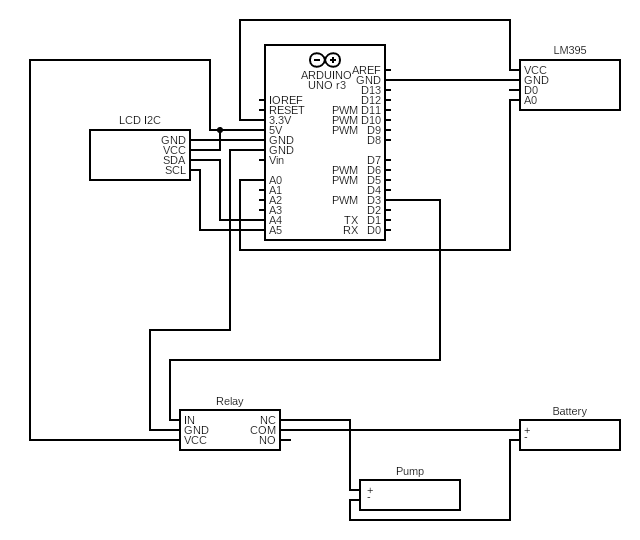 LM395
ARDUINO
UNO r3
AREF
GND
D13
D12
PWM D11
PWM D10
PWM D9
D8
D7
PWM D6
PWM D5
D4
PWM D3
D2
TX D1
RX D0
IOREF
RESET
3.3V
5V
GND
GND
Vin
A0
A1
A2
A3
A4
A5
VCC
GND
D0
A0
LCD I2C
GND
VCC
SDA
SCL
Relay
IN
GND
VCC
NC
COM
NO
Battery
+
-
Pump
+
-